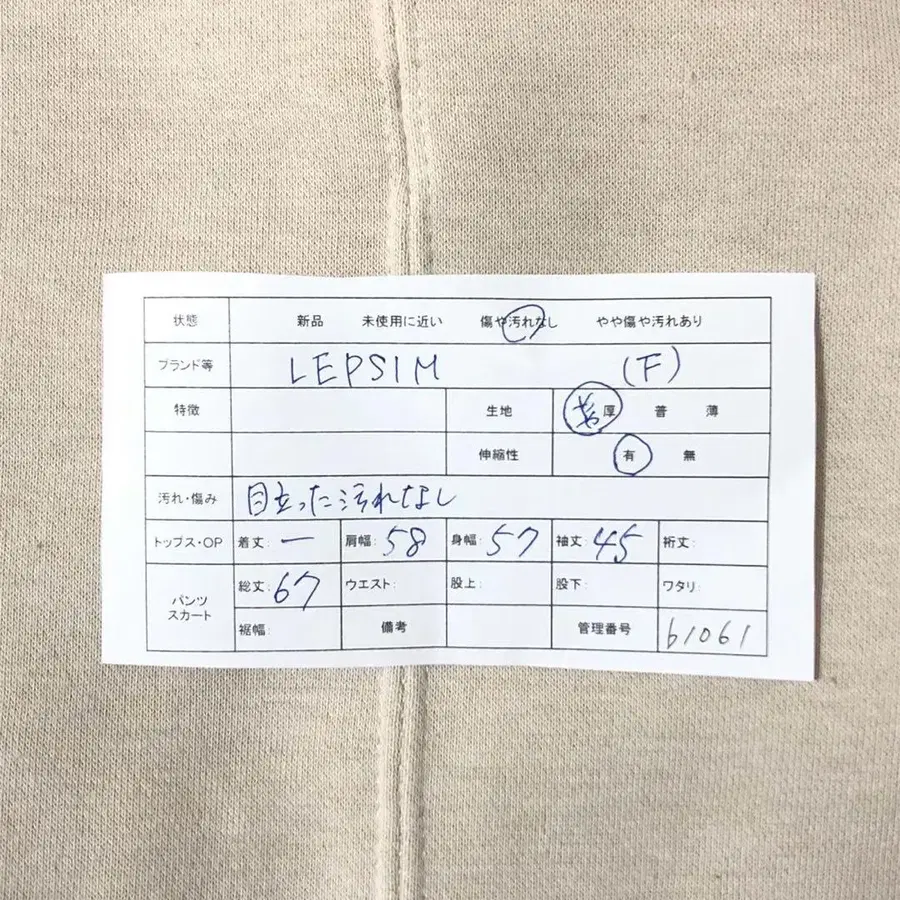 状態 新品 未使用に近い 傷や汚れなし やや傷や汚れあり
ブランド等 LEPSIM (F)
特徴 生地 厚 普 薄
伸縮性 有 無
汚れ・傷み 目立った汚れなし
トップス・OP 着丈: ー 肩幅: 58 身幅: 57 袖丈: 45 裄丈:
パンツ スカート 総丈: 67 ウエスト: 股上: 股下: ワタリ:
裾幅: 備考 管理番号 b1061